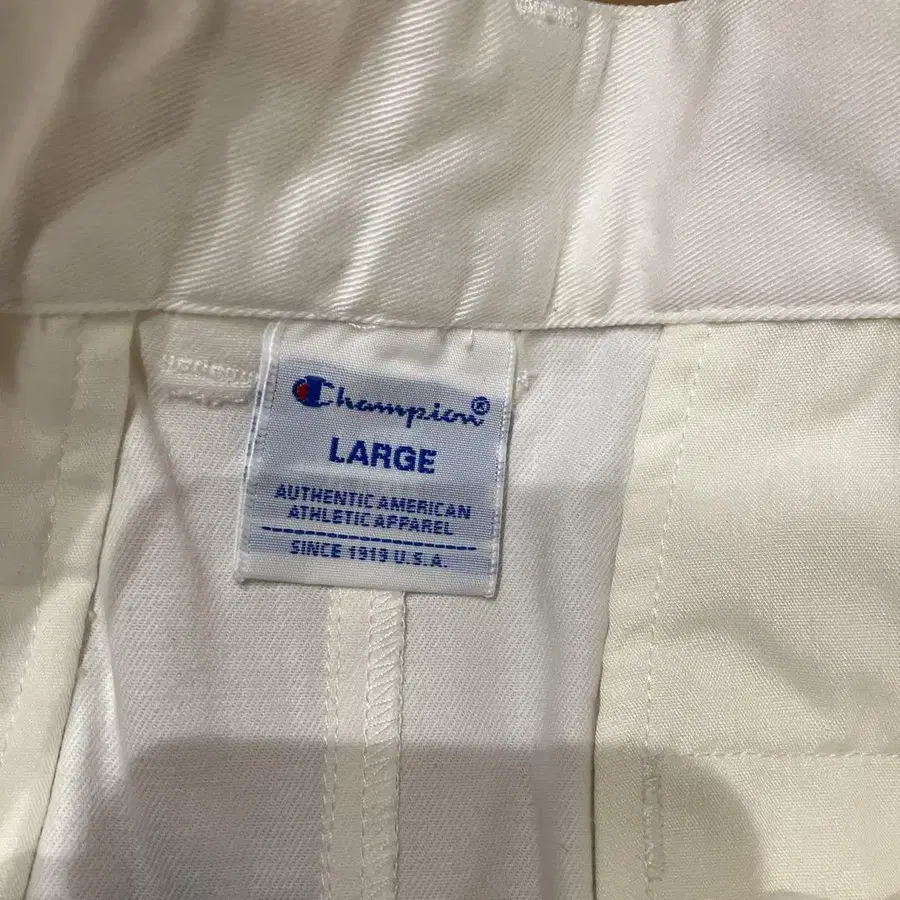 Champion®
LARGE
AUTHENTIC AMERICAN
ATHLETIC APPAREL
SINCE 1919 U.S.A.